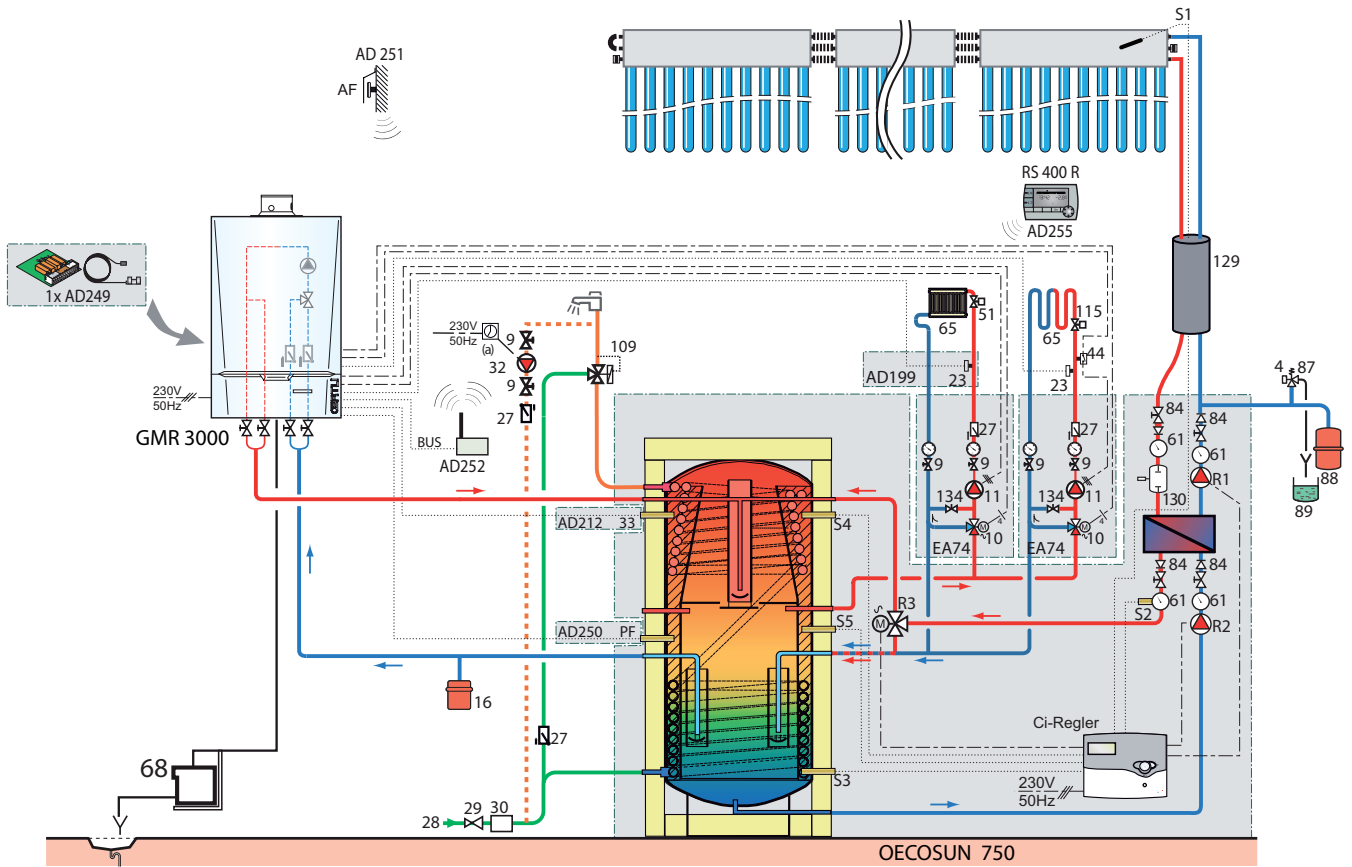 S1
AD 251
AF
RS 400 R
AD255
129
1x AD249
230V
50Hz
GMR 3000
230V
50Hz
(a)
9
32
9
27
109
BUS
AD252
65
51
AD199
23
65
115
44
23
4
87
88
89
27
9
9
134
11
10
EA74
27
9
9
134
11
10
EA74
84
84
61
61
R1
130
84
84
61
61
S2
R2
AD212
33
S4
R3
S5
AD250
PF
16
27
68
S3
Ci-Regler
230V
50Hz
28
29
30
OECOSUN 750